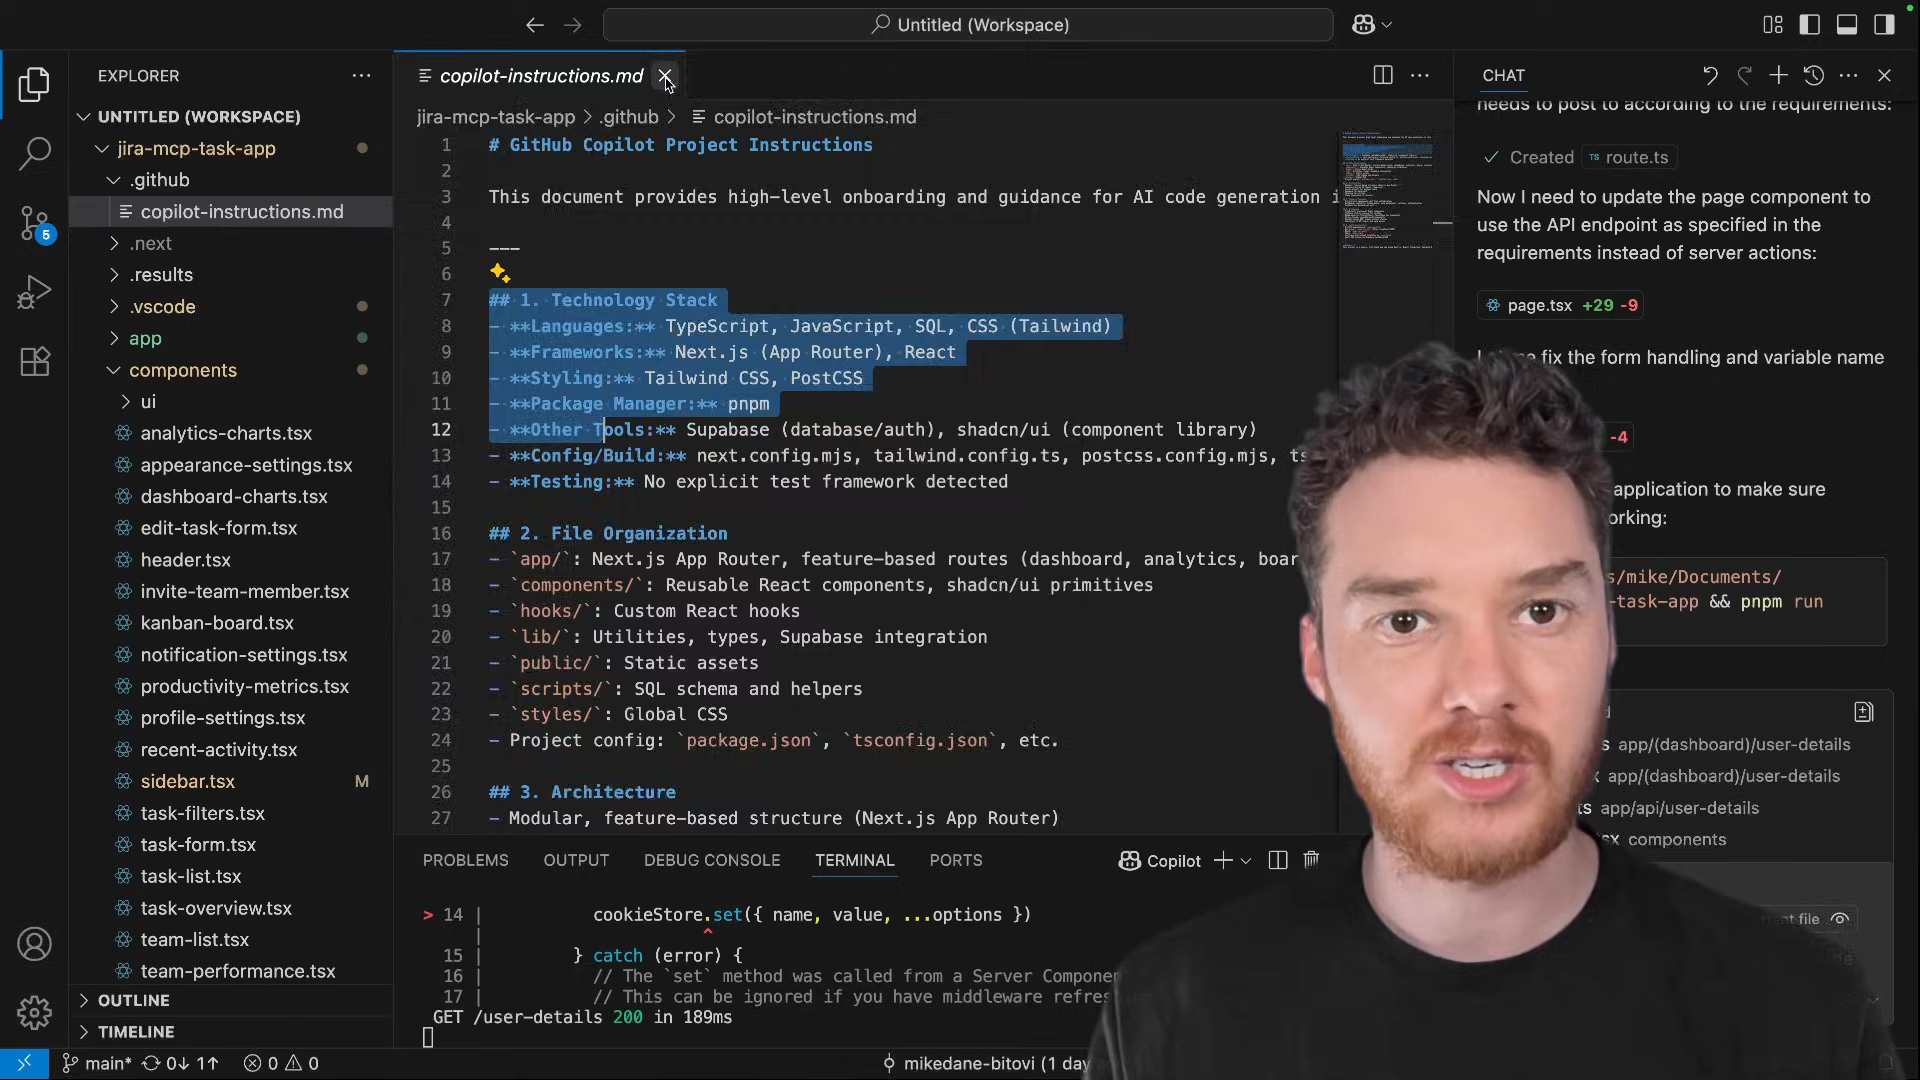 Untitled (Workspace)
EXPLORER
UNTITLED (WORKSPACE)
jira-mcp-task-app
.github
copilot-instructions.md
.next
.results
.vscode
app
components
ui
analytics-charts.tsx
appearance-settings.tsx
dashboard-charts.tsx
edit-task-form.tsx
header.tsx
invite-team-member.tsx
kanban-board.tsx
notification-settings.tsx
productivity-metrics.tsx
profile-settings.tsx
recent-activity.tsx
sidebar.tsx M
task-filters.tsx
task-form.tsx
task-list.tsx
task-overview.tsx
team-list.tsx
team-performance.tsx
OUTLINE
TIMELINE
5
copilot-instructions.md
jira-mcp-task-app > .github > copilot-instructions.md
1 # GitHub Copilot Project Instructions
2
3 This document provides high-level onboarding and guidance for AI code generation i
4
5 ---
6
7 ## 1. Technology Stack
8 - **Languages:** TypeScript, JavaScript, SQL, CSS (Tailwind)
9 - **Frameworks:** Next.js (App Router), React
10 - **Styling:** Tailwind CSS, PostCSS
11 - **Package Manager:** pnpm
12 - **Other Tools:** Supabase (database/auth), shadcn/ui (component library)
13 - **Config/Build:** next.config.mjs, tailwind.config.ts, postcss.config.mjs, ts
14 - **Testing:** No explicit test framework detected
15
16 ## 2. File Organization
17 - `app/`: Next.js App Router, feature-based routes (dashboard, analytics, boar
18 - `components/`: Reusable React components, shadcn/ui primitives
19 - `hooks/`: Custom React hooks
20 - `lib/`: Utilities, types, Supabase integration
21 - `public/`: Static assets
22 - `scripts/`: SQL schema and helpers
23 - `styles/`: Global CSS
24 - Project config: `package.json`, `tsconfig.json`, etc.
25
26 ## 3. Architecture
27 - Modular, feature-based structure (Next.js App Router)
PROBLEMS OUTPUT DEBUG CONSOLE TERMINAL PORTS Copilot
> 14 | cookieStore.set({ name, value, ...options })
| ^
15 | } catch (error) {
16 | // The `set` method was called from a Server Compone
17 | // This can be ignored if you have middleware refres
GET /user-details 200 in 189ms
CHAT
needs to post to according to the requirements:
Created TS route.ts
Now I need to update the page component to
use the API endpoint as specified in the
requirements instead of server actions:
page.tsx +29 -9
fix the form handling and variable name
-4
application to make sure
orking:
s/mike/Documents/
-task-app && pnpm run
app/(dashboard)/user-details
app/(dashboard)/user-details
app/api/user-details
components
file
main* 0↓ 1↑ 0 0 mikedane-bitovi (1 day